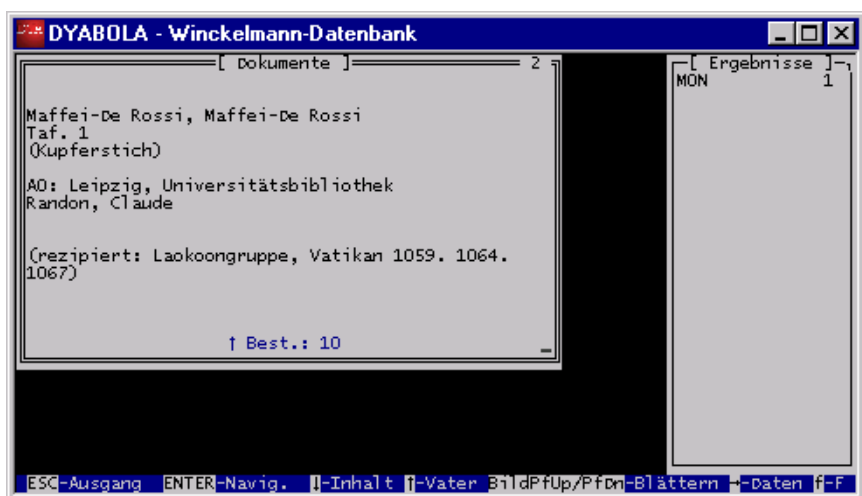 DYABOLA - Winckelmann-Datenbank
[ Dokumente ] 2
[ Ergebnisse ]
MON 1
Maffei-De Rossi, Maffei-De Rossi
Taf. 1
(Kupferstich)
AO: Leipzig, Universitätsbibliothek
Randon, Claude
(rezipiert: Laokoongruppe, Vatikan 1059. 1064.
1067)
↑ Best.: 10
ESC-Ausgang ENTER-Navig. ↓-Inhalt ↑-Vater BildPfUp/PfDn-Blättern →-Daten f-F